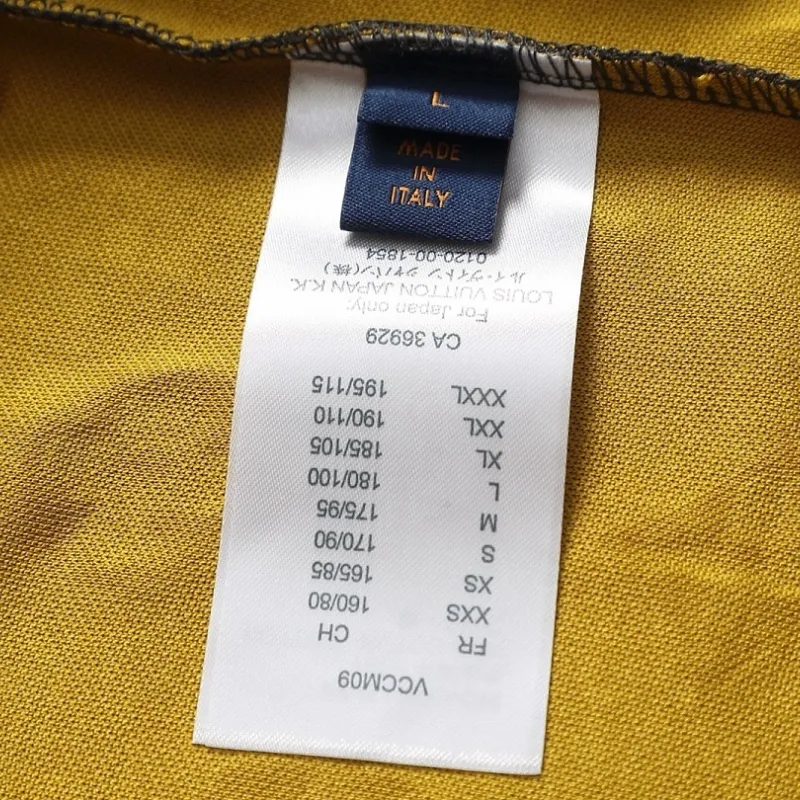 L
MADE
IN
ITALY
VCCM09
FR CH
XXS 160/80
XS 165/85
S 170/90
M 175/95
L 180/100
XL 185/105
XXL 190/110
XXXL 195/115
CA 36929
For Japan only:
LOUIS VUITTON JAPAN K.K.
ルイ・ヴィトン ジャパン(株)
0120-00-1854